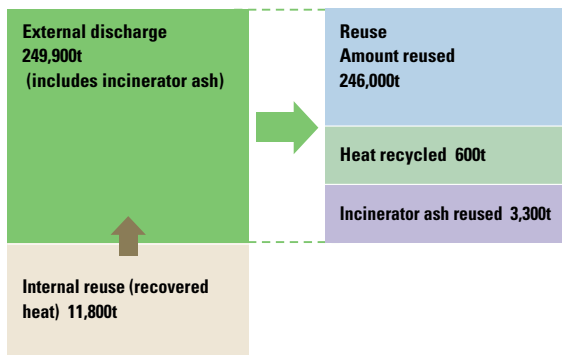 External discharge
249,900t
(includes incinerator ash)
Internal reuse (recovered
heat) 11,800t
Reuse
Amount reused
246,000t
Heat recycled 600t
Incinerator ash reused 3,300t